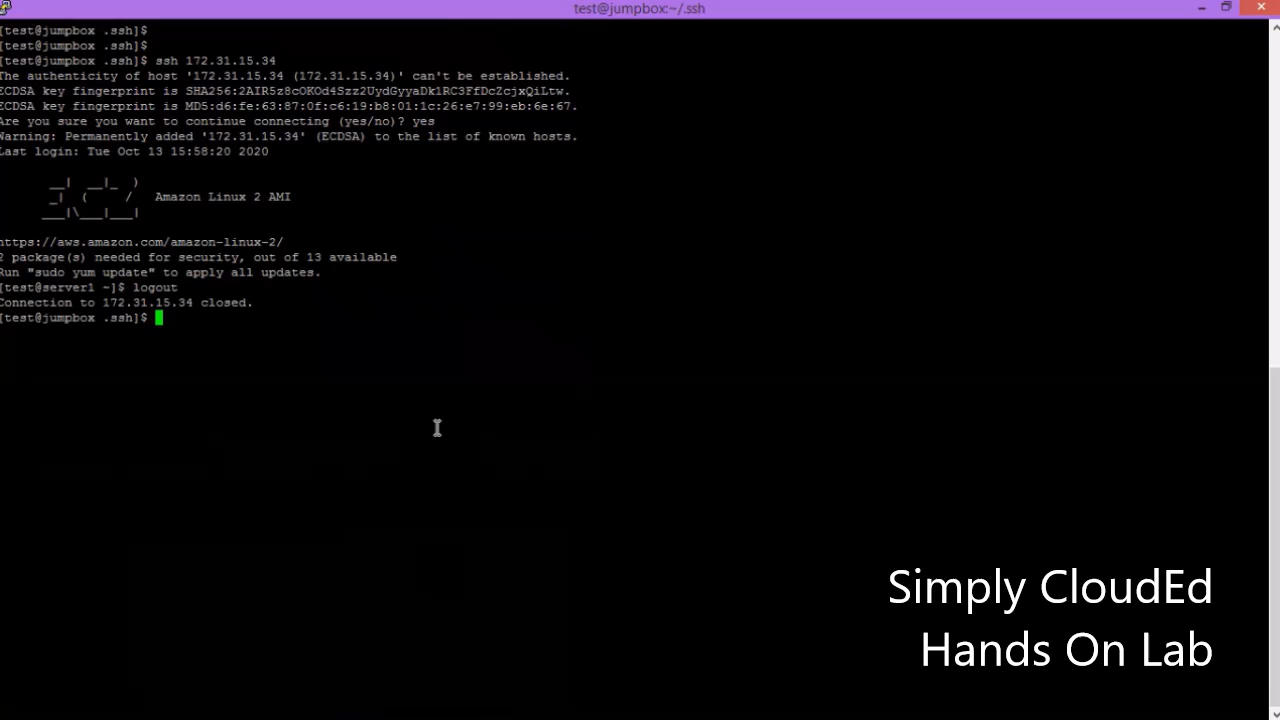 test@jumpbox:~/.ssh
[test@jumpbox .ssh]$
[test@jumpbox .ssh]$
[test@jumpbox .ssh]$ ssh 172.31.15.34
The authenticity of host '172.31.15.34 (172.31.15.34)' can't be established.
ECDSA key fingerprint is SHA256:2AIR5z8cOKOd4Szz2UydGyyaDklRC3FfDcZcjxQiLtw.
ECDSA key fingerprint is MD5:d6:fe:63:87:0f:c6:19:b8:01:1c:26:e7:99:eb:6e:67.
Are you sure you want to continue connecting (yes/no)? yes
Warning: Permanently added '172.31.15.34' (ECDSA) to the list of known hosts.
Last login: Tue Oct 13 15:58:20 2020
__| __|_ )
_| ( / Amazon Linux 2 AMI
___|\___|___|
https://aws.amazon.com/amazon-linux-2/
2 package(s) needed for security, out of 13 available
Run "sudo yum update" to apply all updates.
[test@server1 ~]$ logout
Connection to 172.31.15.34 closed.
[test@jumpbox .ssh]$
Simply CloudEd
Hands On Lab